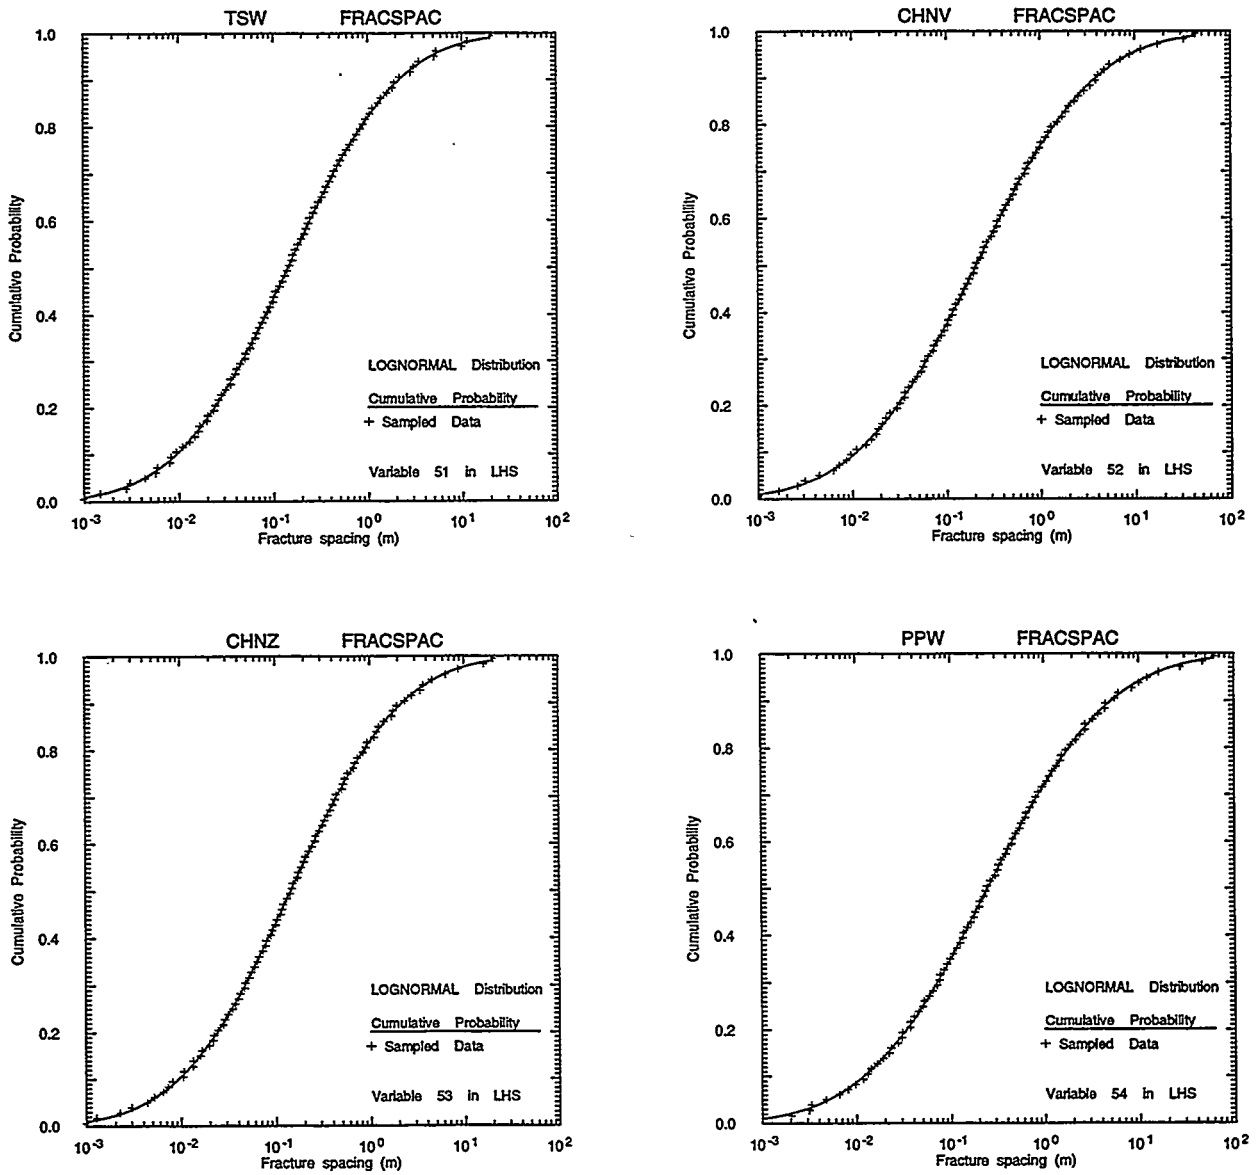 TSW FRACSPAC
1.0
0.8
0.6
0.4
0.2
0.0
Cumulative Probability
LOGNORMAL Distribution
Cumulative Probability
+ Sampled Data
Variable 51 in LHS
10⁻³ 10⁻² 10⁻¹ 10⁰ 10¹ 10²
Fracture spacing (m)
CHNV FRACSPAC
1.0
0.8
0.6
0.4
0.2
0.0
Cumulative Probability
LOGNORMAL Distribution
Cumulative Probability
+ Sampled Data
Variable 52 in LHS
10⁻³ 10⁻² 10⁻¹ 10⁰ 10¹ 10²
Fracture spacing (m)
CHNZ FRACSPAC
1.0
0.8
0.6
0.4
0.2
0.0
Cumulative Probability
LOGNORMAL Distribution
Cumulative Probability
+ Sampled Data
Variable 53 in LHS
10⁻³ 10⁻² 10⁻¹ 10⁰ 10¹ 10²
Fracture spacing (m)
PPW FRACSPAC
1.0
0.8
0.6
0.4
0.2
0.0
Cumulative Probability
LOGNORMAL Distribution
Cumulative Probability
+ Sampled Data
Variable 54 in LHS
10⁻³ 10⁻² 10⁻¹ 10⁰ 10¹ 10²
Fracture spacing (m)